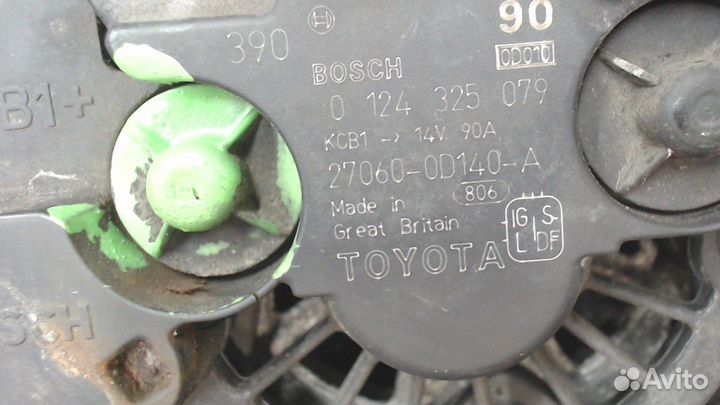 390
90
0D010
BOSCH
0 124 325 079
KCB1 → 14V 90A
27060-0D140-A
Made in
806
Great Britain
IG S
L DF
TOYOTA
B1+
OSCH
Avito